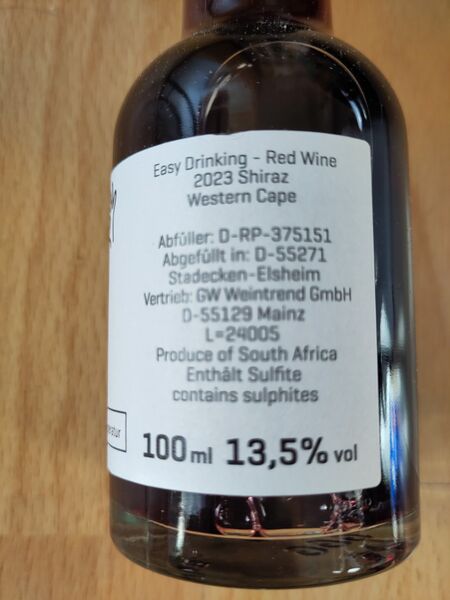 Easy Drinking - Red Wine
2023 Shiraz
Western Cape
Abfüller: D-RP-375151
Abgefüllt in: D-55271
Stadecken-Elsheim
Vertrieb: GW Weintrend GmbH
D-55129 Mainz
L=24005
Produce of South Africa
Enthält Sulfite
contains sulphites
100 ml 13,5% vol